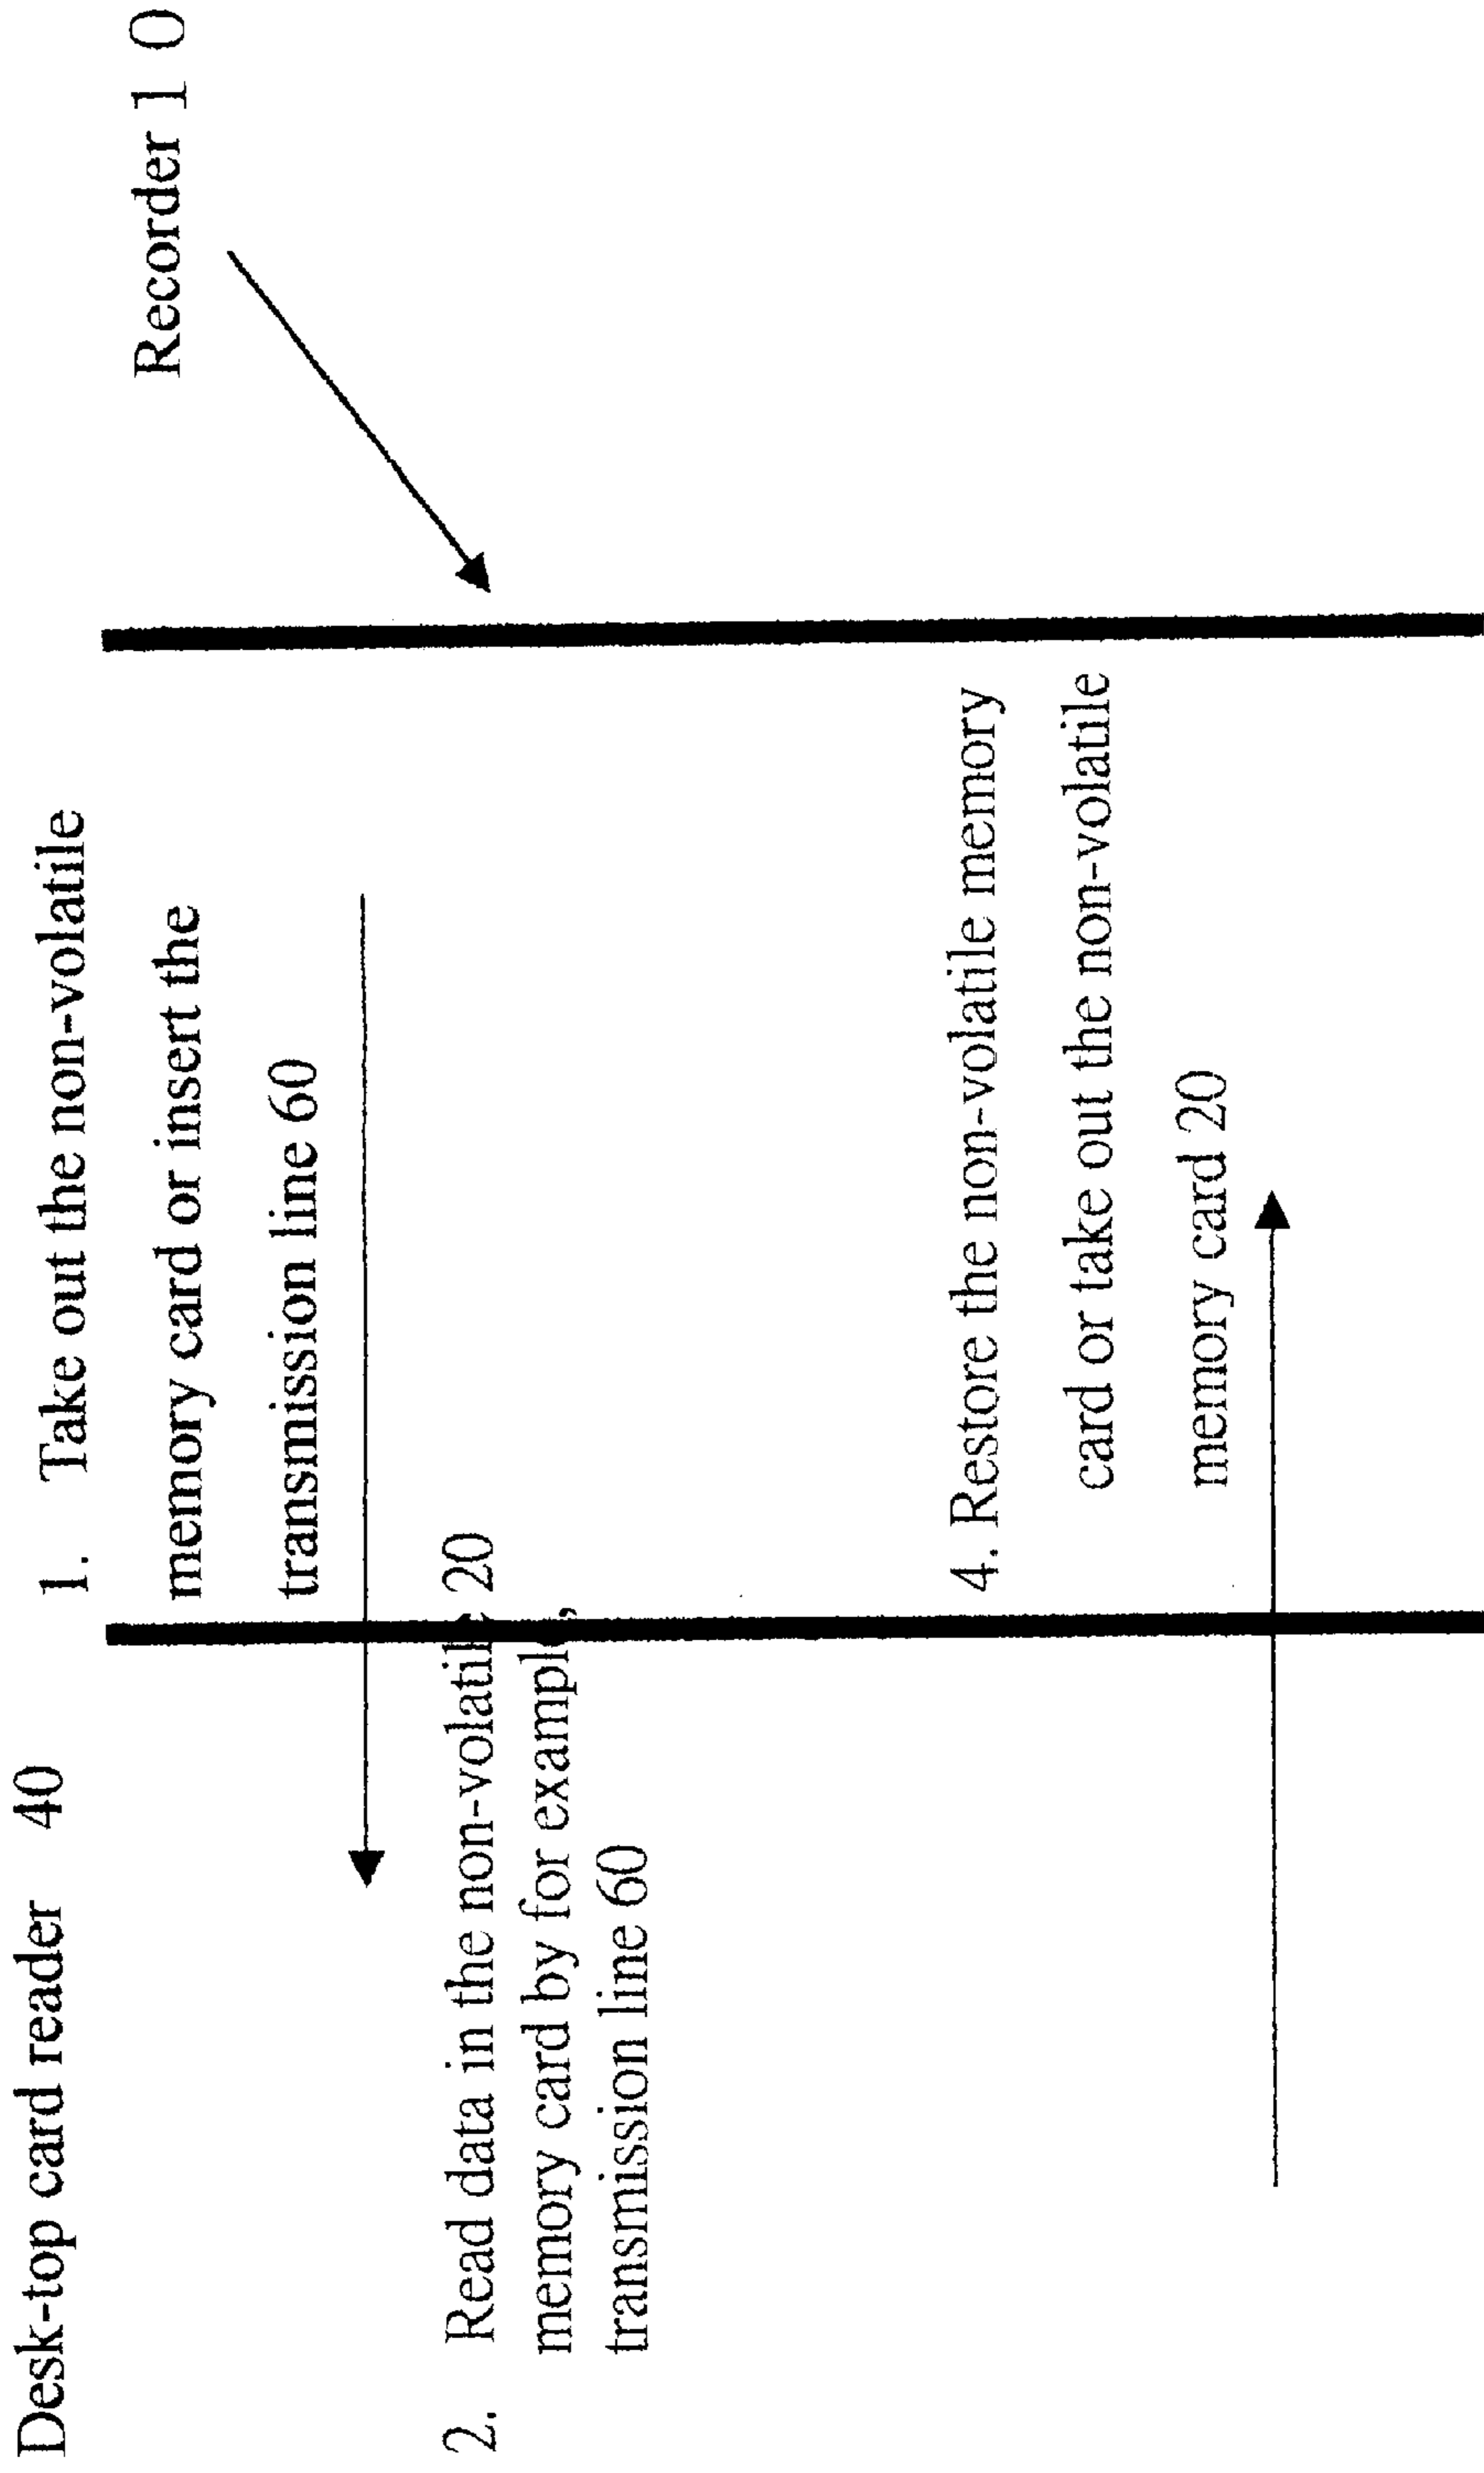 Desk-top card reader 40
Recorder 1 0
1. Take out the non-volatile
memory card or insert the
transmission line 60
2. Read data in the non-volatile 20
memory card by for example,
transmission line 60
4. Restore the non-volatile memory
card or take out the non-volatile
memory card 20